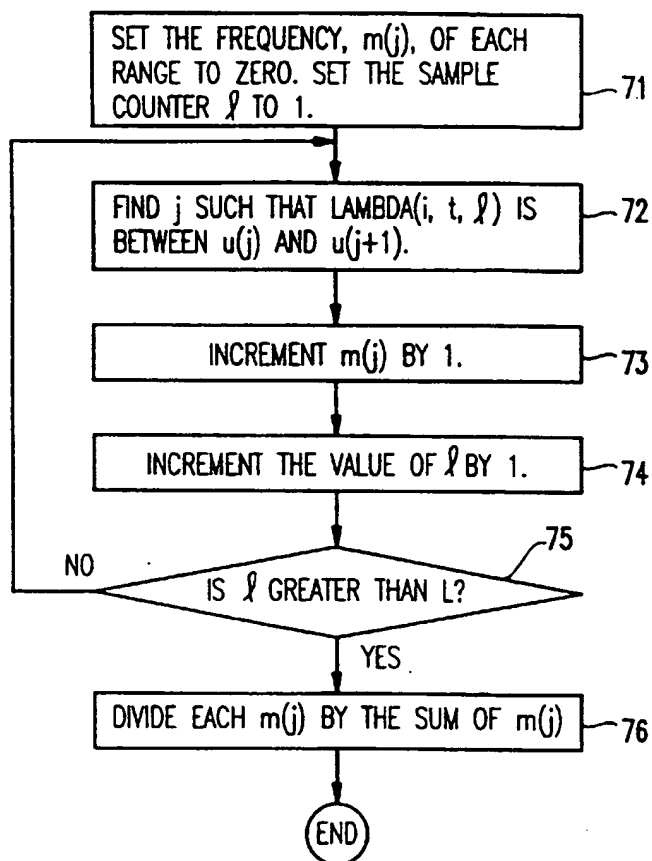 SET THE FREQUENCY, m(j), OF EACH
RANGE TO ZERO. SET THE SAMPLE
COUNTER ℓ TO 1.
71
FIND j SUCH THAT LAMBDA(i, t, ℓ) IS
BETWEEN u(j) AND u(j+1).
72
INCREMENT m(j) BY 1.
73
INCREMENT THE VALUE OF ℓ BY 1.
74
75
NO
IS ℓ GREATER THAN L?
YES
DIVIDE EACH m(j) BY THE SUM OF m(j)
76
END